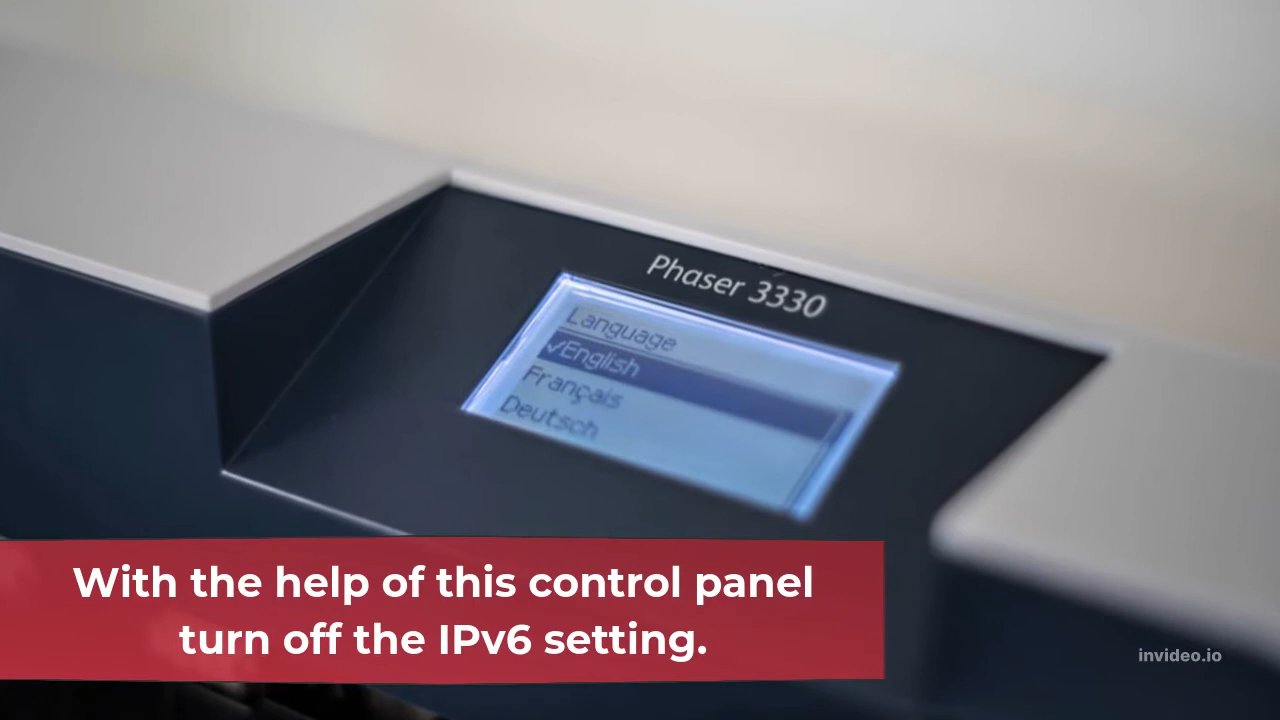 Phaser 3330
Language
✓English
Français
Deutsch
With the help of this control panel
turn off the IPv6 setting.
invideo.io